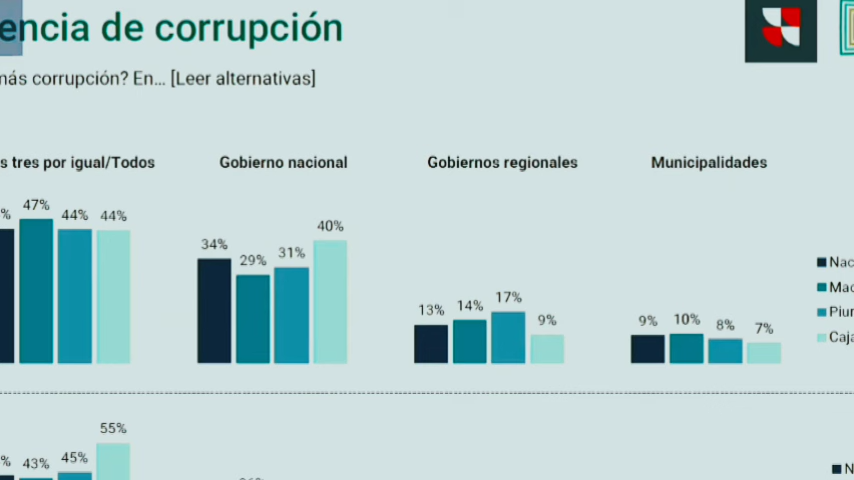 encia de corrupción
más corrupción? En... [Leer alternativas]
s tres por igual/Todos
Gobierno nacional
Gobiernos regionales
Municipalidades
% 47% 44% 44%
34% 29% 31% 40%
13% 14% 17% 9%
9% 10% 8% 7%
Nac
Mac
Piur
Caja
% 43% 45% 55%
N